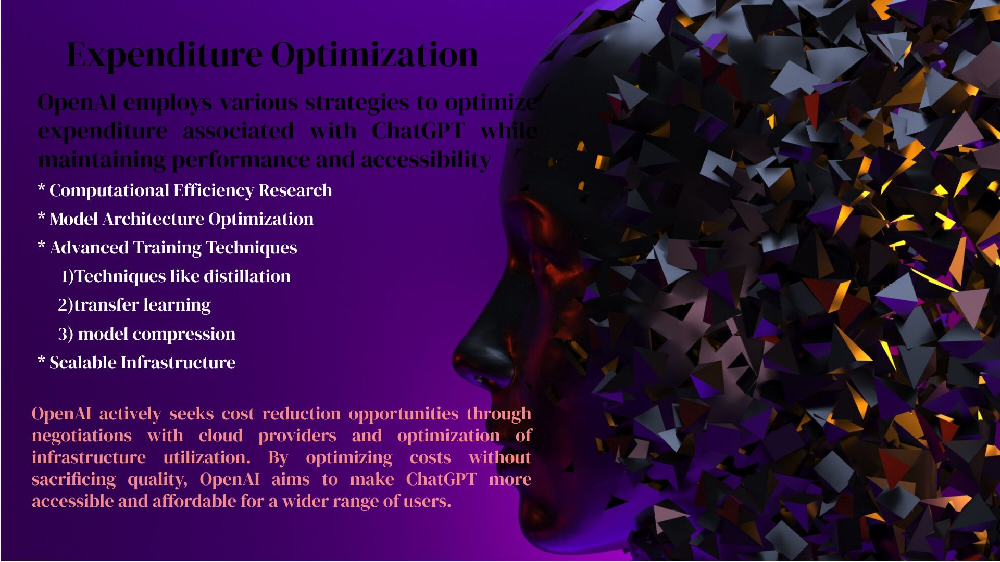 Expenditure Optimization
OpenAI employs various strategies to optimize
expenditure associated with ChatGPT while
maintaining performance and accessibility
* Computational Efficiency Research
* Model Architecture Optimization
* Advanced Training Techniques
1)Techniques like distillation
2)transfer learning
3) model compression
* Scalable Infrastructure
OpenAI actively seeks cost reduction opportunities through
negotiations with cloud providers and optimization of
infrastructure utilization. By optimizing costs without
sacrificing quality, OpenAI aims to make ChatGPT more
accessible and affordable for a wider range of users.